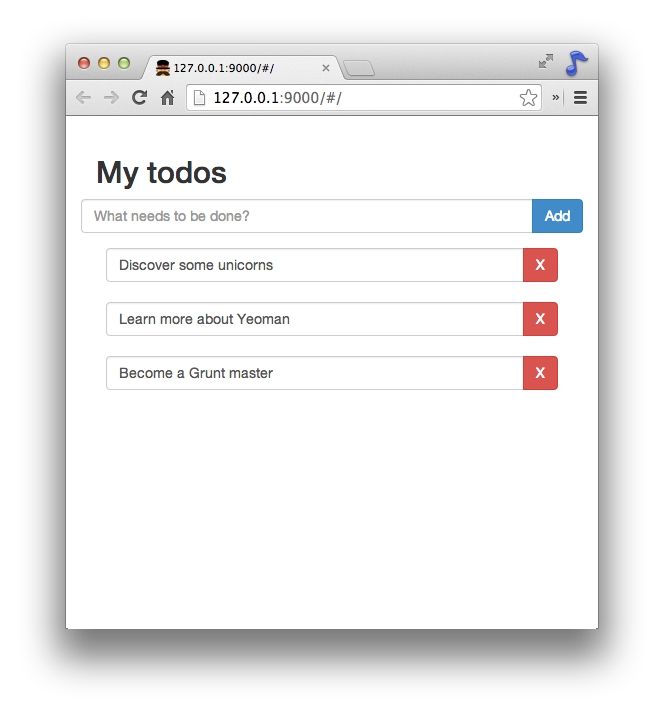 127.0.0.1:9000/#/
127.0.0.1:9000/#/
My todos
What needs to be done? Add
Discover some unicorns X
Learn more about Yeoman X
Become a Grunt master X